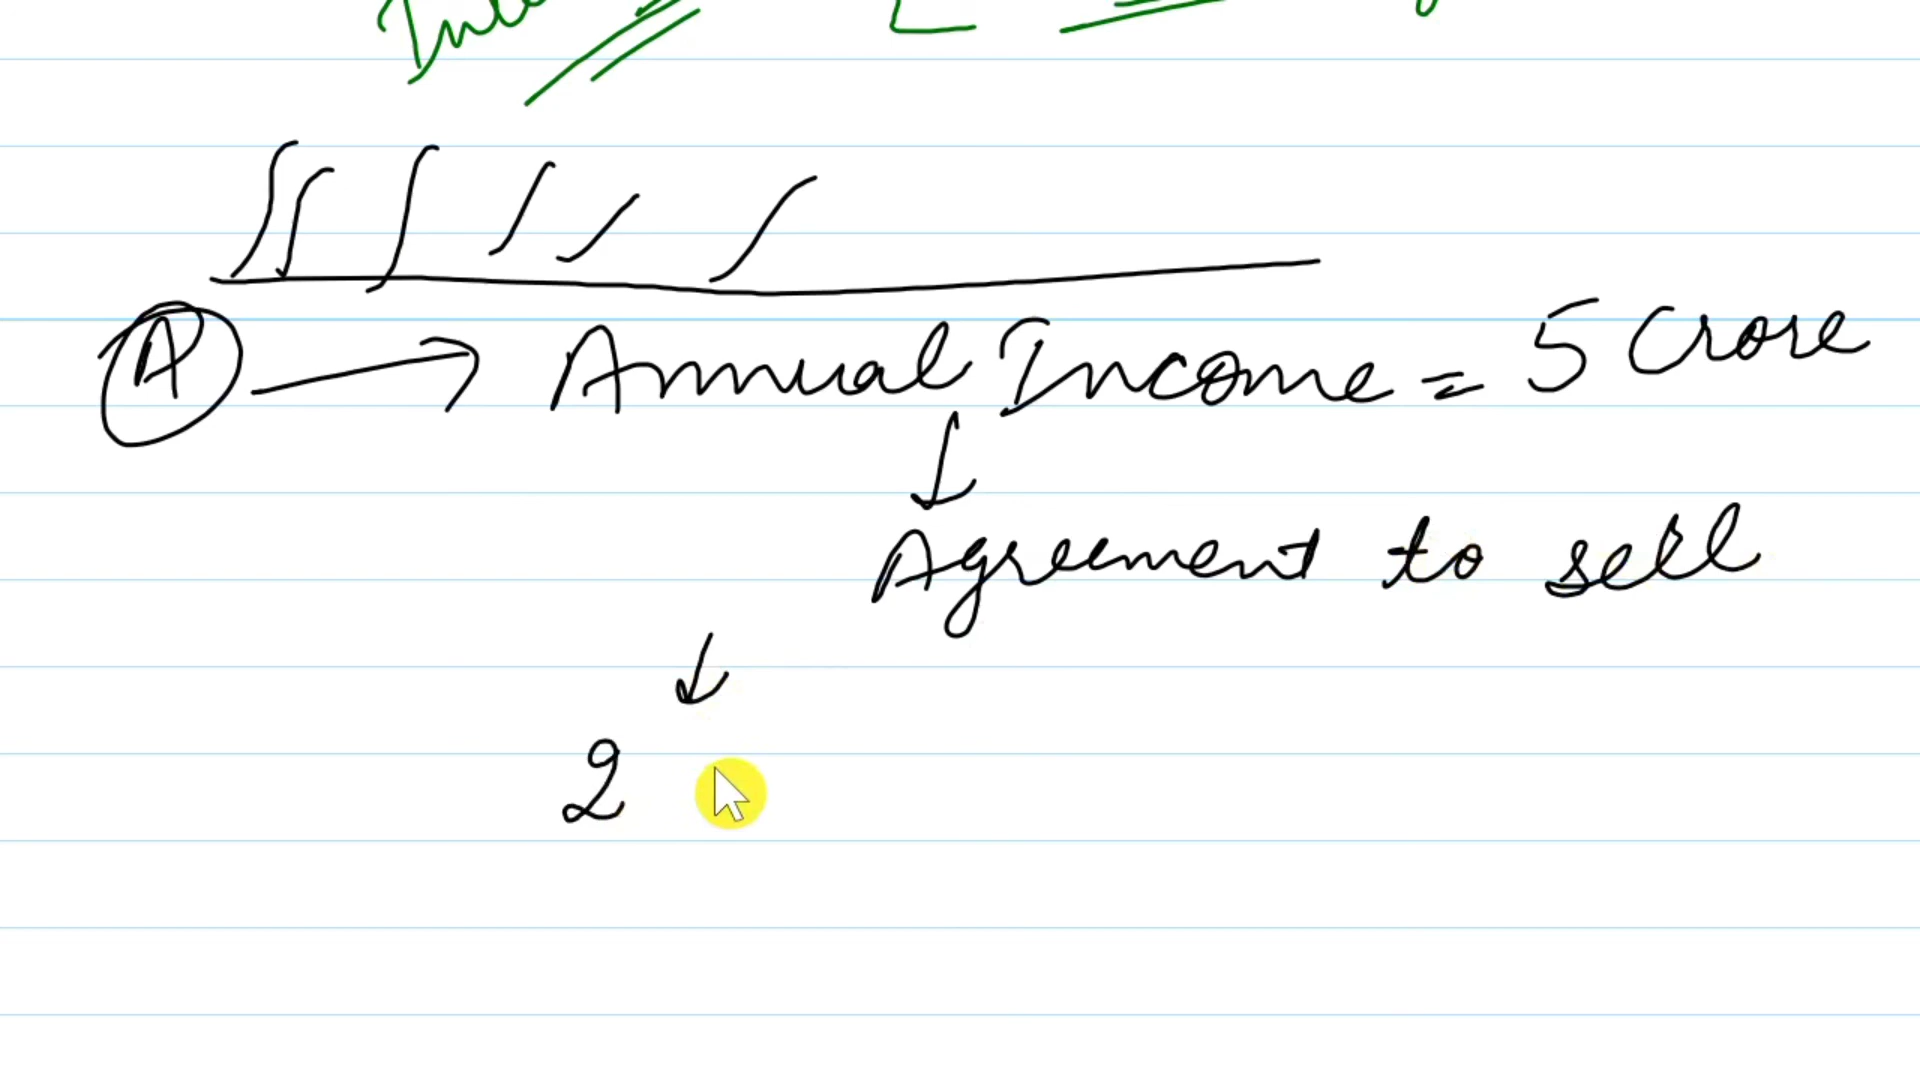 A → Annual Income = 5 Crore
↓
Agreement to sell
↓
2